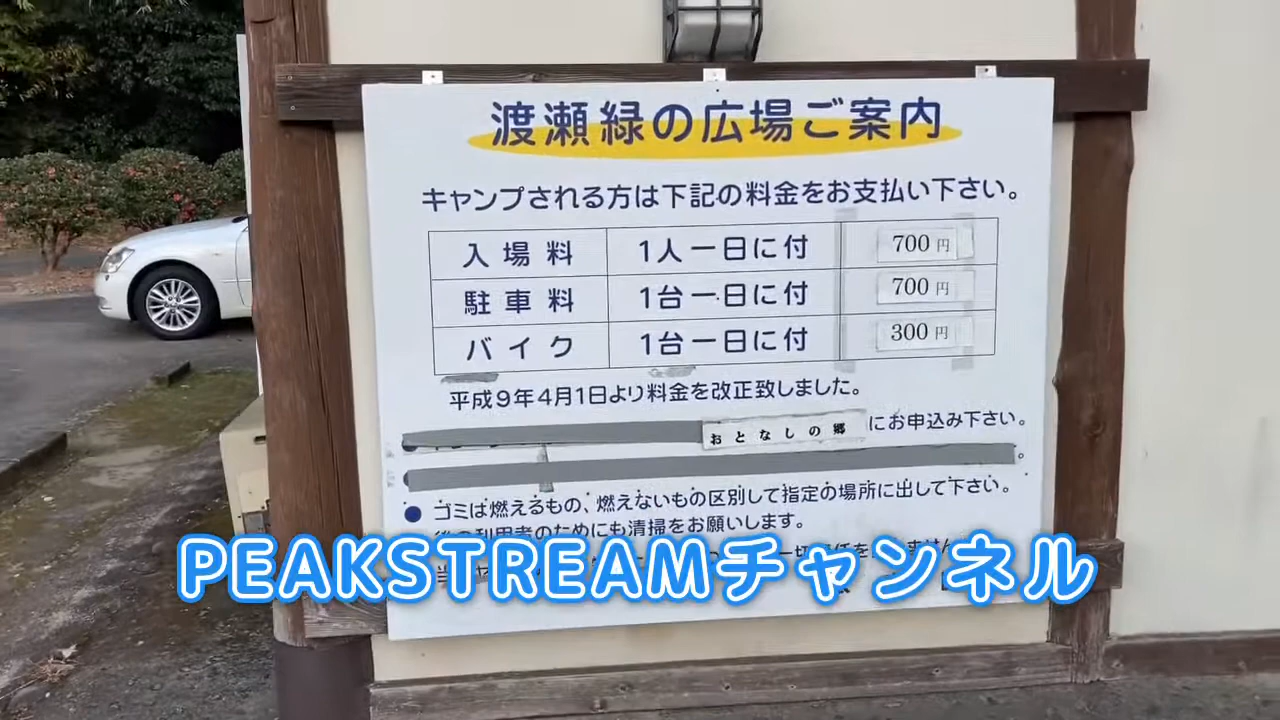 渡瀬緑の広場ご案内
キャンプされる方は下記の料金をお支払い下さい。
入場料 1人一日に付 700円
駐車料 1台一日に付 700円
バイク 1台一日に付 300円
平成9年4月1日より料金を改正致しました。
おとなしの郷 にお申込み下さい。
。
● ゴミは燃えるもの、燃えないもの区別して指定の場所に出して下さい。
後の利用者のためにも清掃をお願いします。
一切責任を
PEAKSTREAMチャンネル